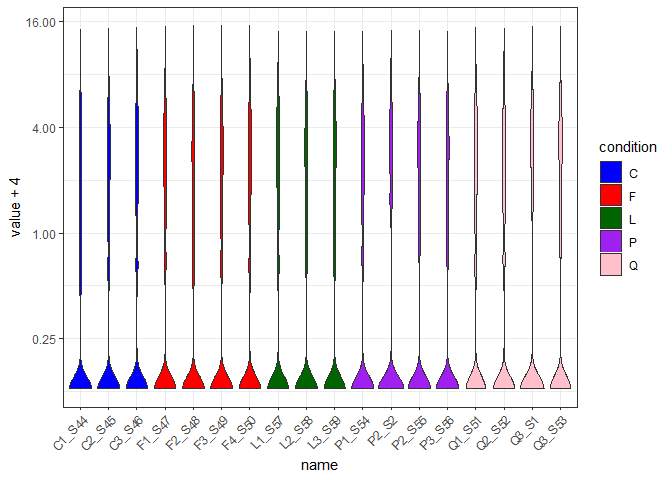 16.00
4.00
1.00
0.25
value + 4
C1_S44
C2_S45
C3_S46
F1_S47
F2_S48
F3_S49
F4_S50
L1_S57
L2_S58
L3_S59
P1_S54
P2_S2
P2_S55
P3_S56
Q1_S51
Q2_S52
Q3_S1
Q3_S53
name
condition
C
F
L
P
Q